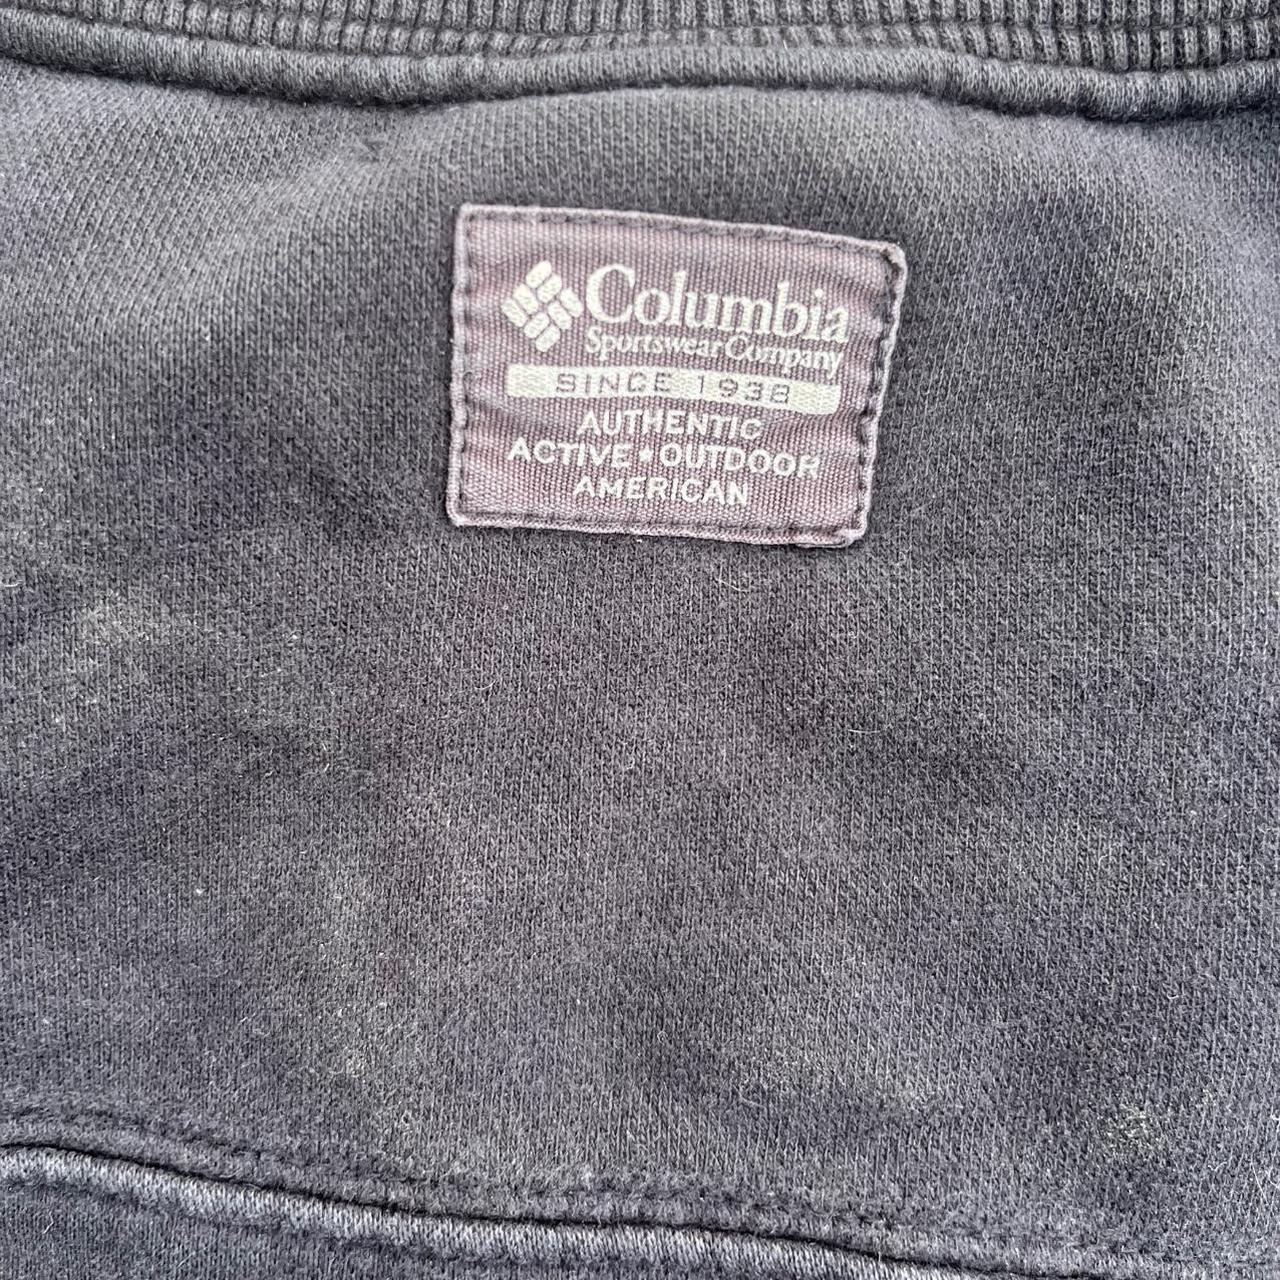 Columbia
Sportswear Company
SINCE 1938
AUTHENTIC
ACTIVE • OUTDOOR
AMERICAN